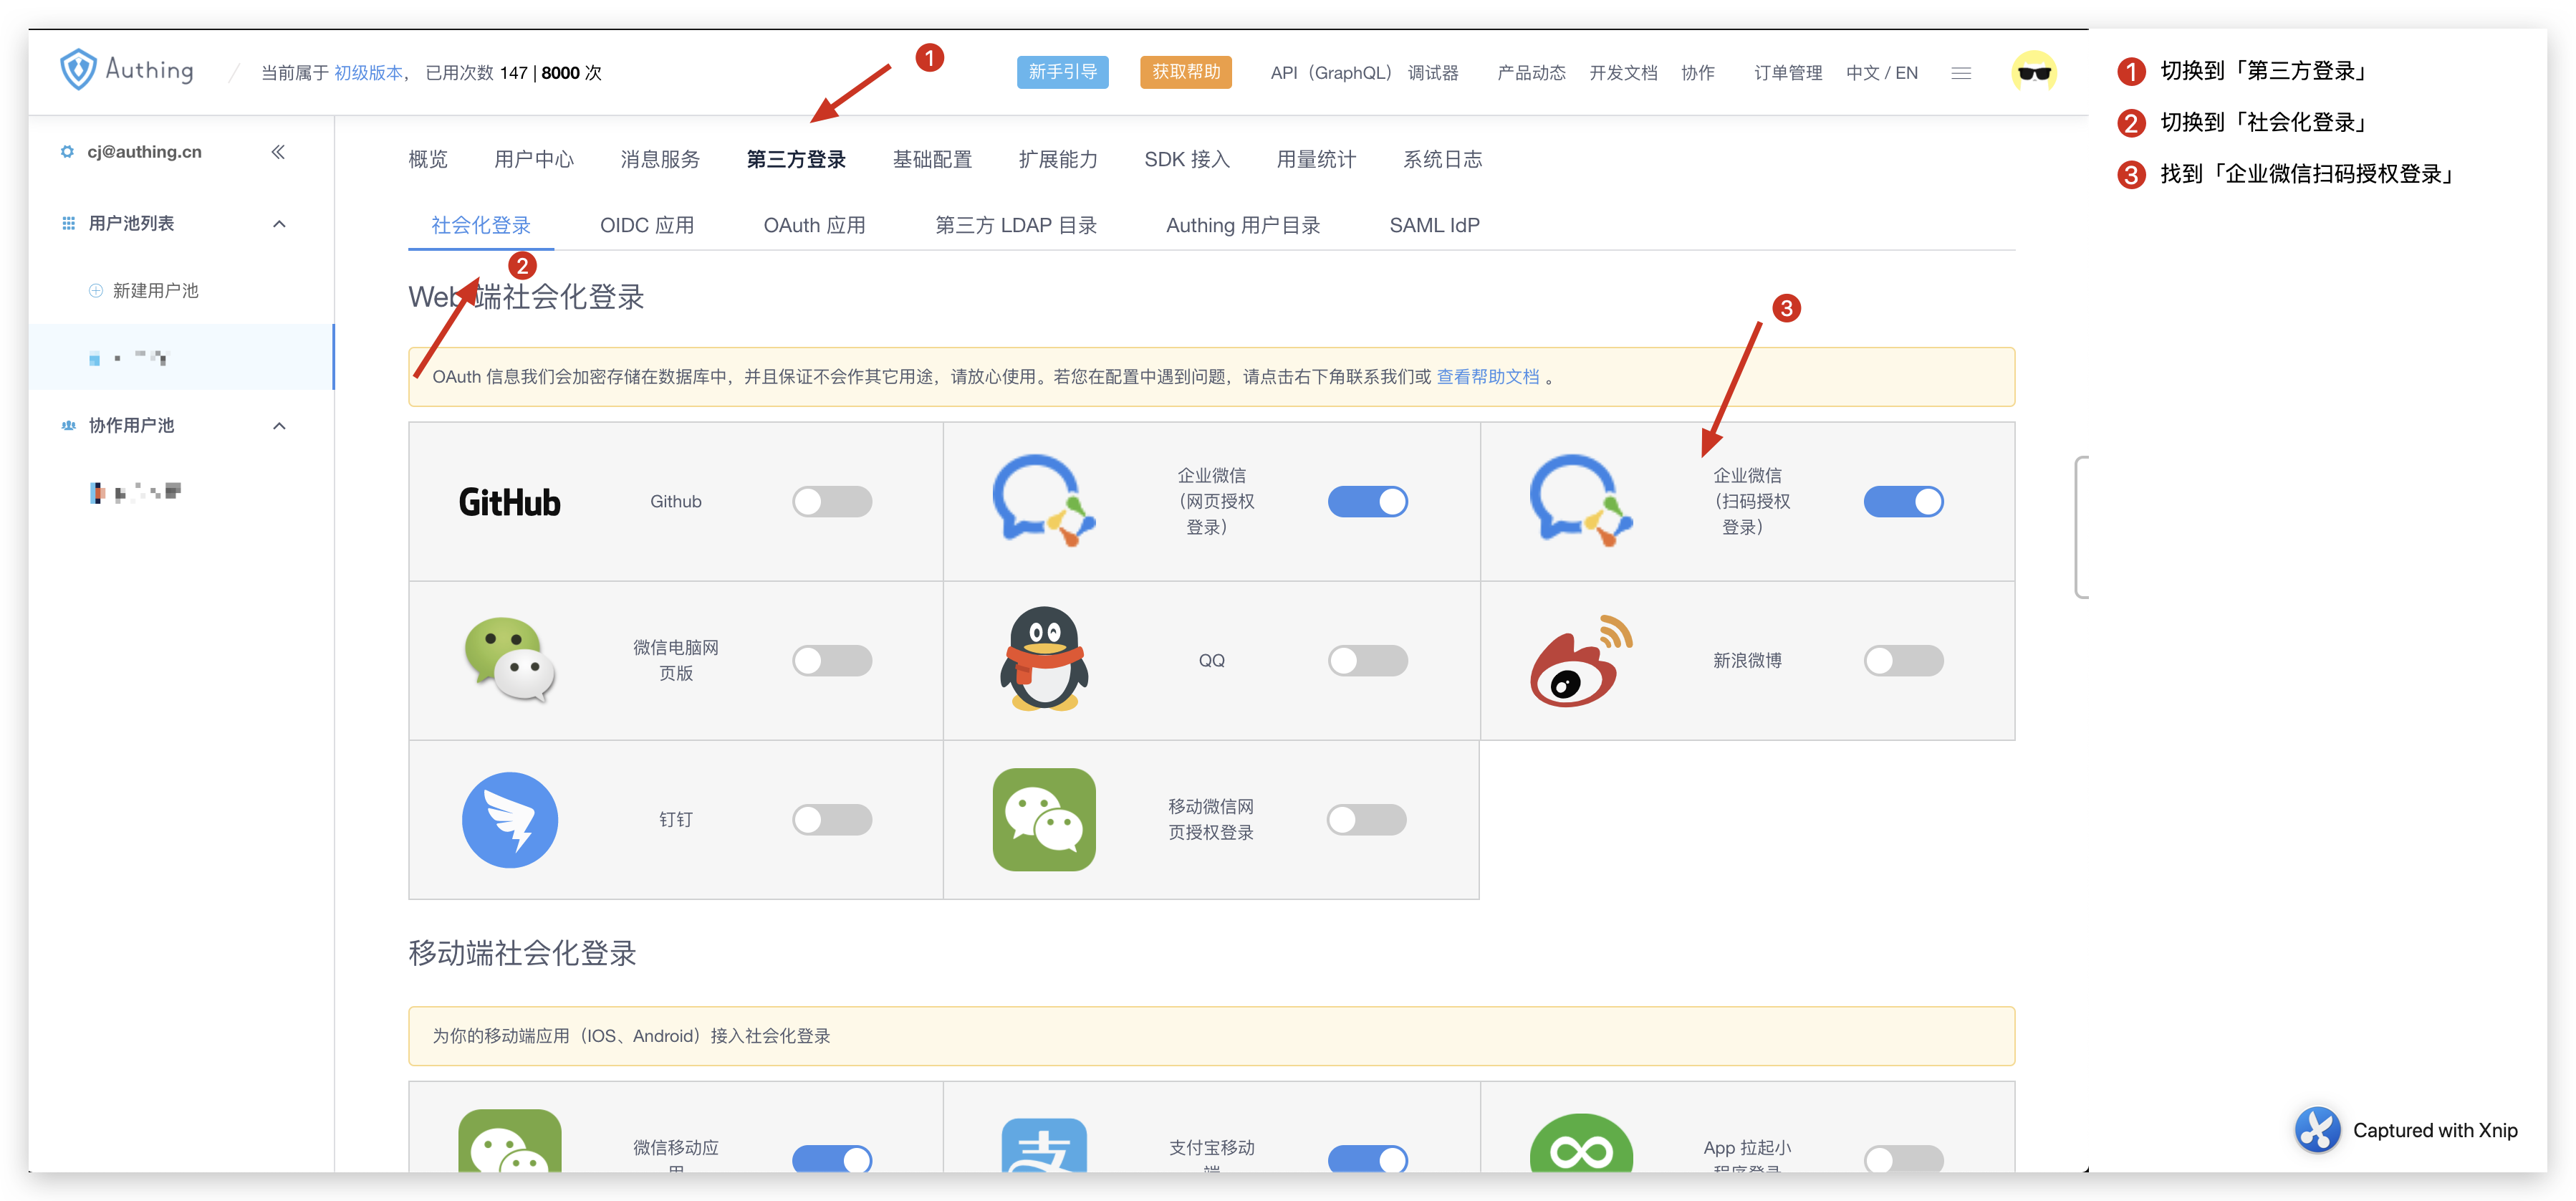 Authing
当前属于 初级版本， 已用次数 147 | 8000 次
新手引导
获取帮助
API（GraphQL） 调试器
产品动态
开发文档
协作
订单管理
中文 / EN
1
1 切换到「第三方登录」
2 切换到「社会化登录」
3 找到「企业微信扫码授权登录」
cj@authing.cn
用户池列表
新建用户池
协作用户池
概览
用户中心
消息服务
第三方登录
基础配置
扩展能力
SDK 接入
用量统计
系统日志
社会化登录
OIDC 应用
OAuth 应用
第三方 LDAP 目录
Authing 用户目录
SAML IdP
2
Web 端社会化登录
3
OAuth 信息我们会加密存储在数据库中，并且保证不会作其它用途，请放心使用。若您在配置中遇到问题，请点击右下角联系我们或 查看帮助文档 。
GitHub
Github
企业微信
（网页授权
登录）
企业微信
（扫码授权
登录）
微信电脑网
页版
QQ
新浪微博
钉钉
移动微信网
页授权登录
移动端社会化登录
为你的移动端应用（IOS、Android）接入社会化登录
微信移动应
用
支付宝移动
端
App 拉起小
程序登录
支
Captured with Xnip